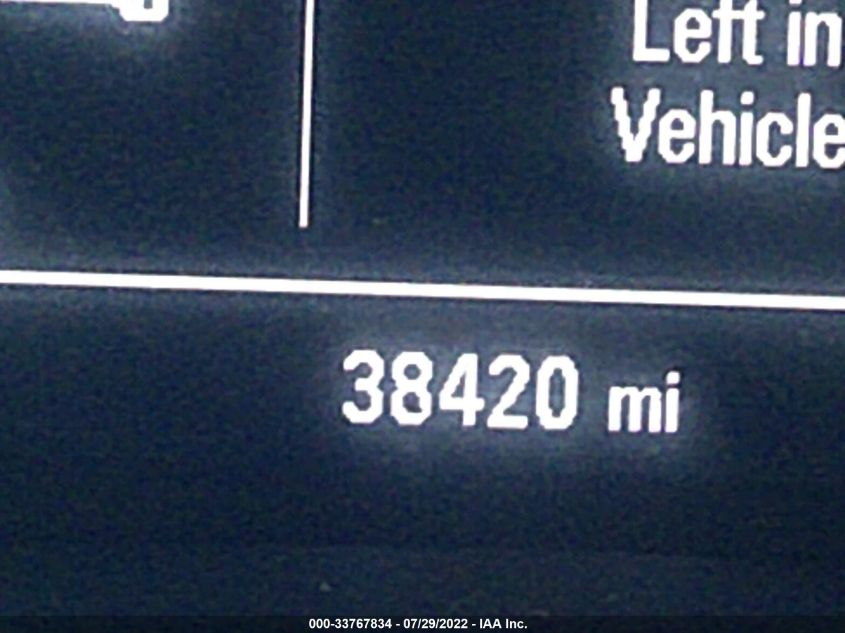 Left in
Vehicle
38420 mi
000-33767834 - 07/29/2022 - IAA Inc.